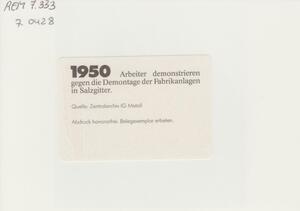 AEM 7.333
7.0428
1950 Arbeiter demonstrieren
gegen die Demontage der Fabrikanlagen
in Salzgitter.
Quelle: Zentralarchiv IG Metall
Abdruck honorarfrei. Belegexemplar erbeten.